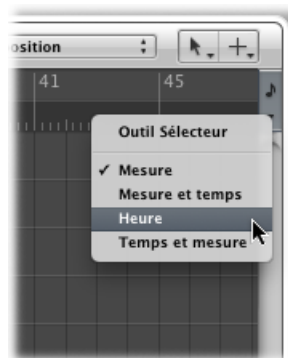 osition
41 45
Outil Sélecteur
✓ Mesure
Mesure et temps
Heure
Temps et mesure